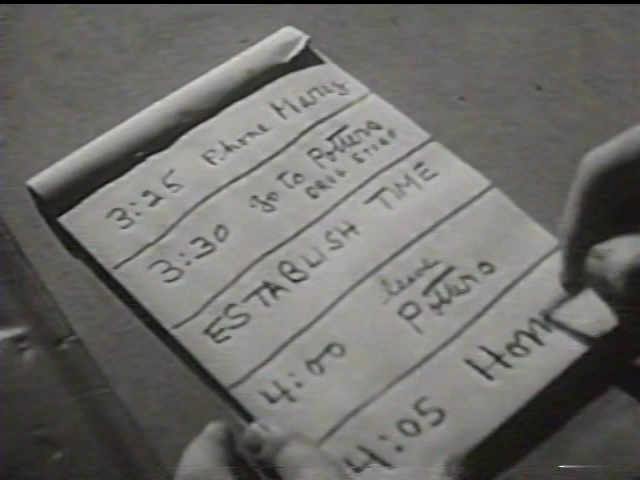 3:25 Phone Mary
3:30 go to Potters
DRUG STORE
ESTABLISH TIME
4:00 leave
Potters
4:05 Hom